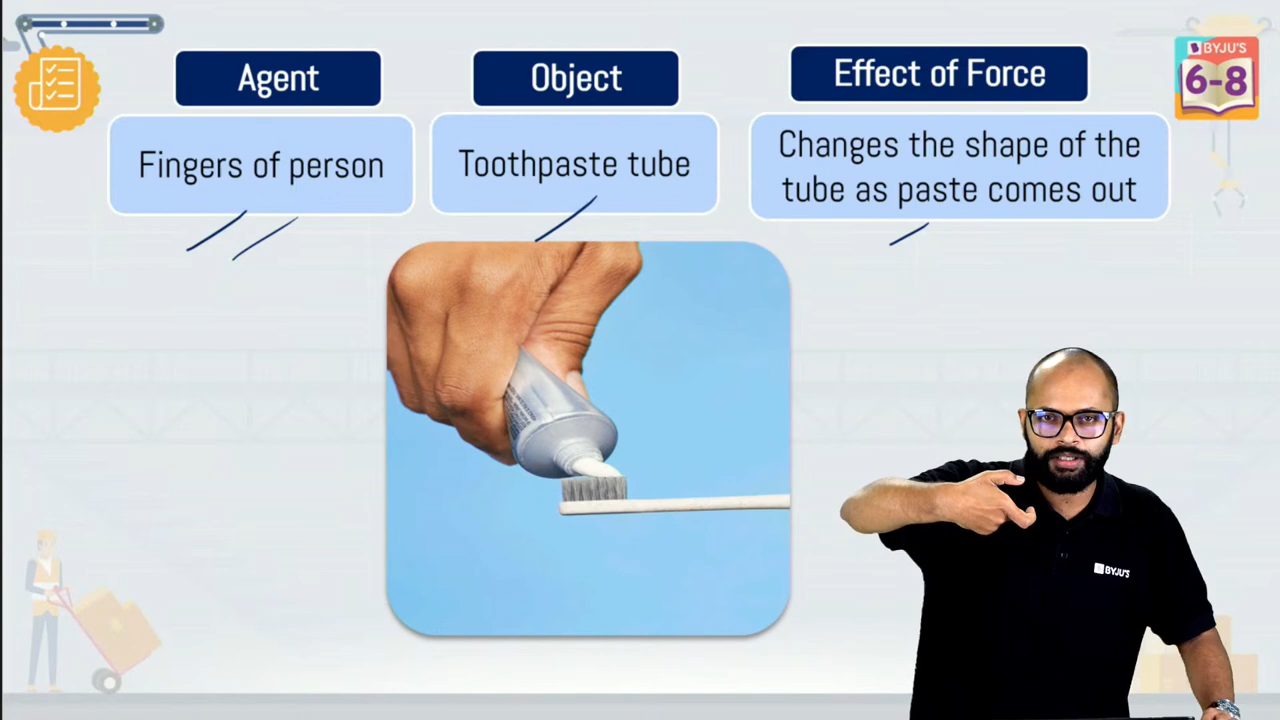 Agent
Object
Effect of Force
BYJU'S
6-8
Fingers of person
Toothpaste tube
Changes the shape of the
tube as paste comes out
BYJU'S